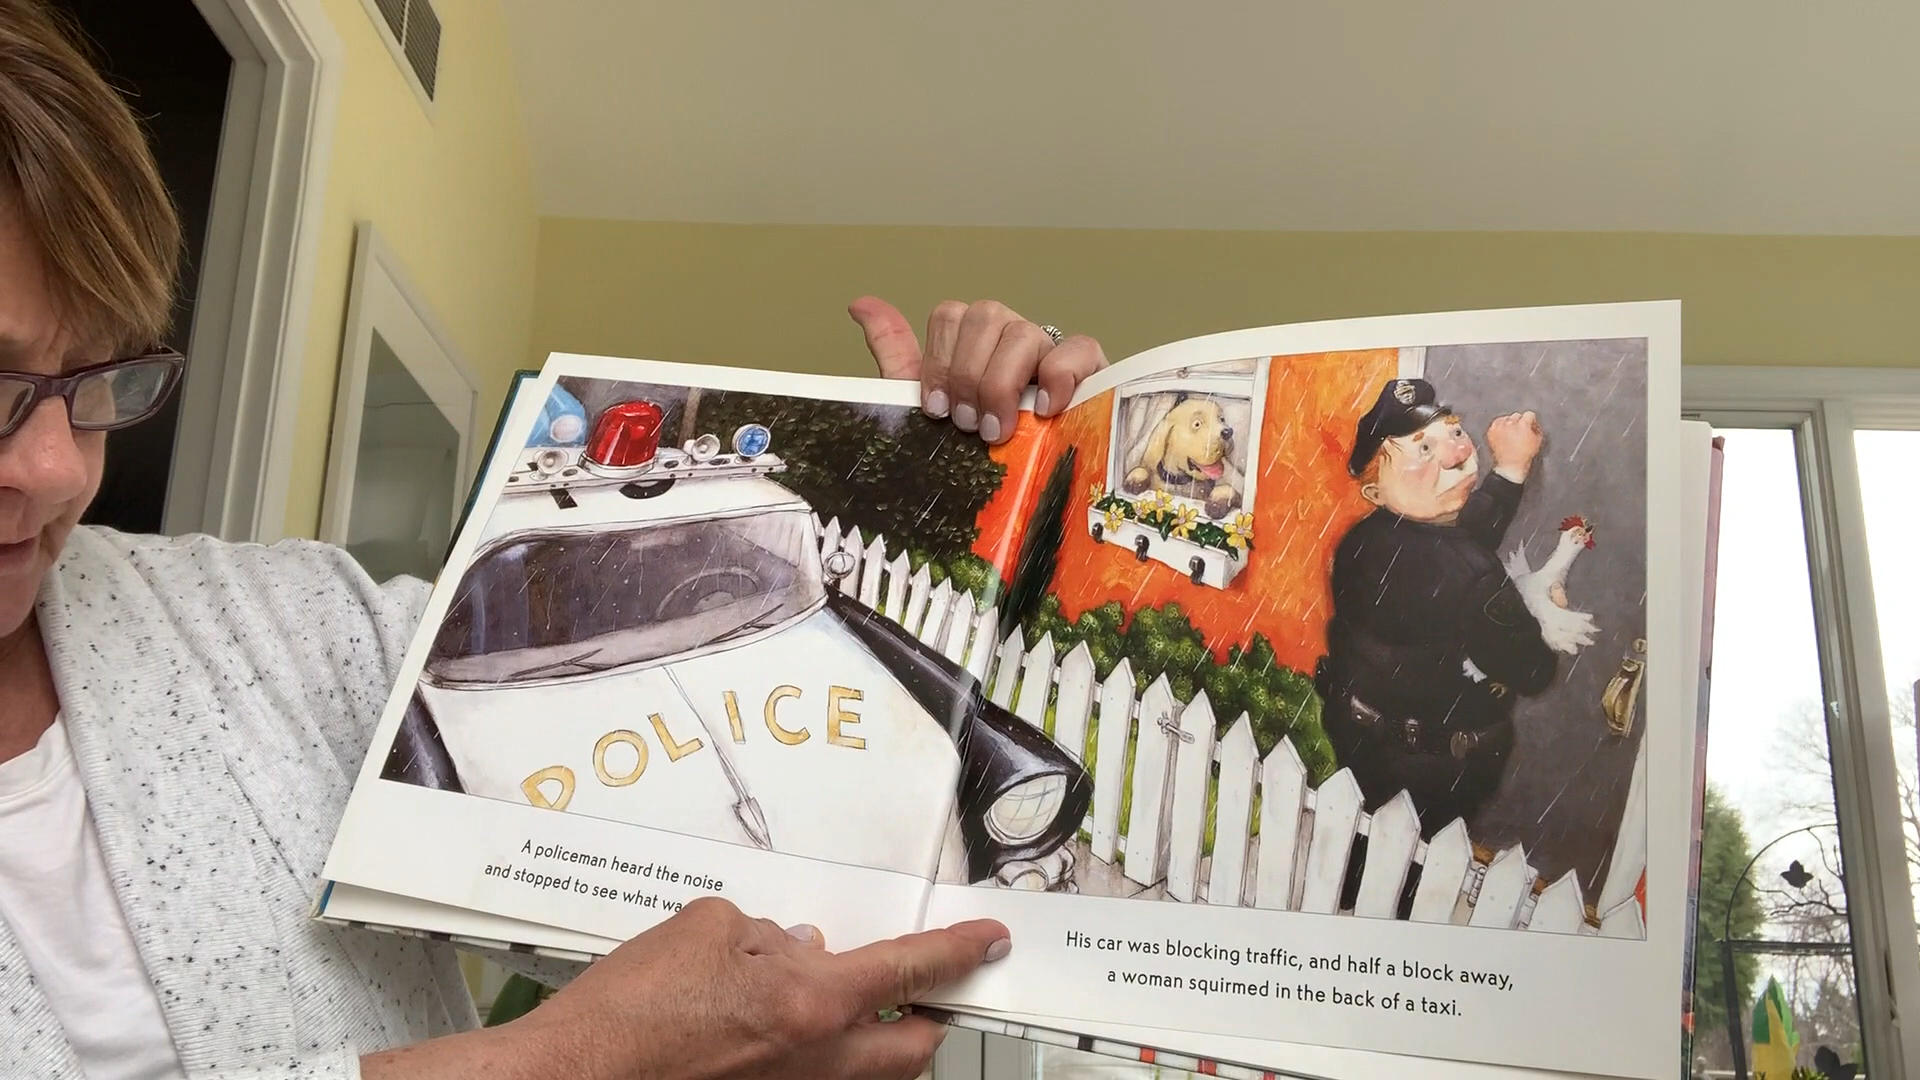 POLICE
A policeman heard the noise
and stopped to see what
His car was blocking traffic, and half a block away,
a woman squirmed in the back of a taxi.